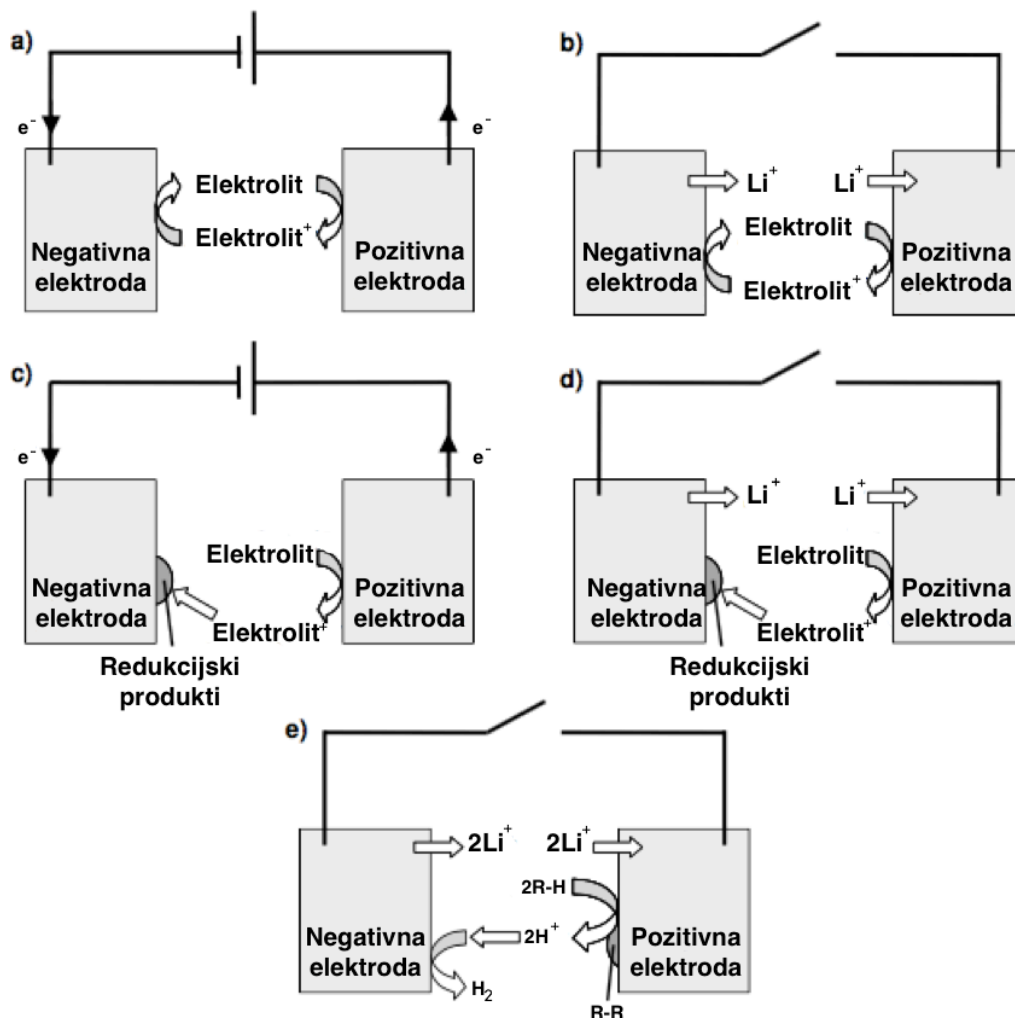 a)
e⁻
e⁻
Elektrolit
Elektrolit⁺
Negativna
elektroda
Pozitivna
elektroda
b)
Li⁺
Li⁺
Elektrolit
Elektrolit⁺
Negativna
elektroda
Pozitivna
elektroda
c)
e⁻
e⁻
Elektrolit
Elektrolit⁺
Negativna
elektroda
Pozitivna
elektroda
Redukcijski
produkti
d)
Li⁺
Li⁺
Elektrolit
Elektrolit⁺
Negativna
elektroda
Pozitivna
elektroda
Redukcijski
produkti
e)
2Li⁺
2Li⁺
2R-H
2H⁺
Negativna
elektroda
Pozitivna
elektroda
H₂
R-R